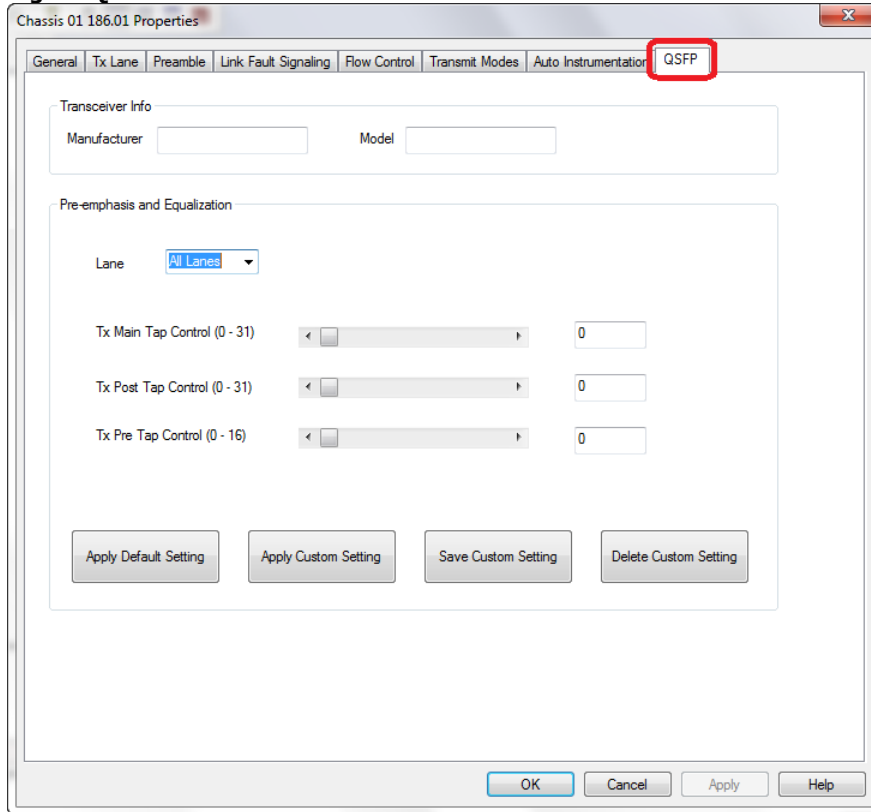 Chassis 01 186.01 Properties
General Tx Lane Preamble Link Fault Signaling Flow Control Transmit Modes Auto Instrumentation QSFP
Transceiver Info
Manufacturer Model
Pre-emphasis and Equalization
Lane All Lanes
Tx Main Tap Control (0 - 31) 0
Tx Post Tap Control (0 - 31) 0
Tx Pre Tap Control (0 - 16) 0
Apply Default Setting Apply Custom Setting Save Custom Setting Delete Custom Setting
OK Cancel Apply Help